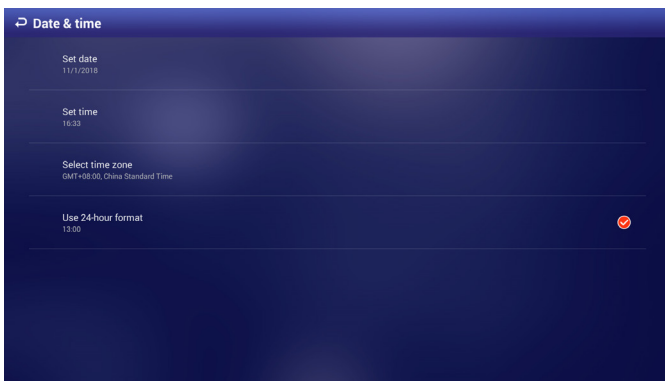 Date & time
Set date
11/1/2018
Set time
16:33
Select time zone
GMT+08:00, China Standard Time
Use 24-hour format
13:00